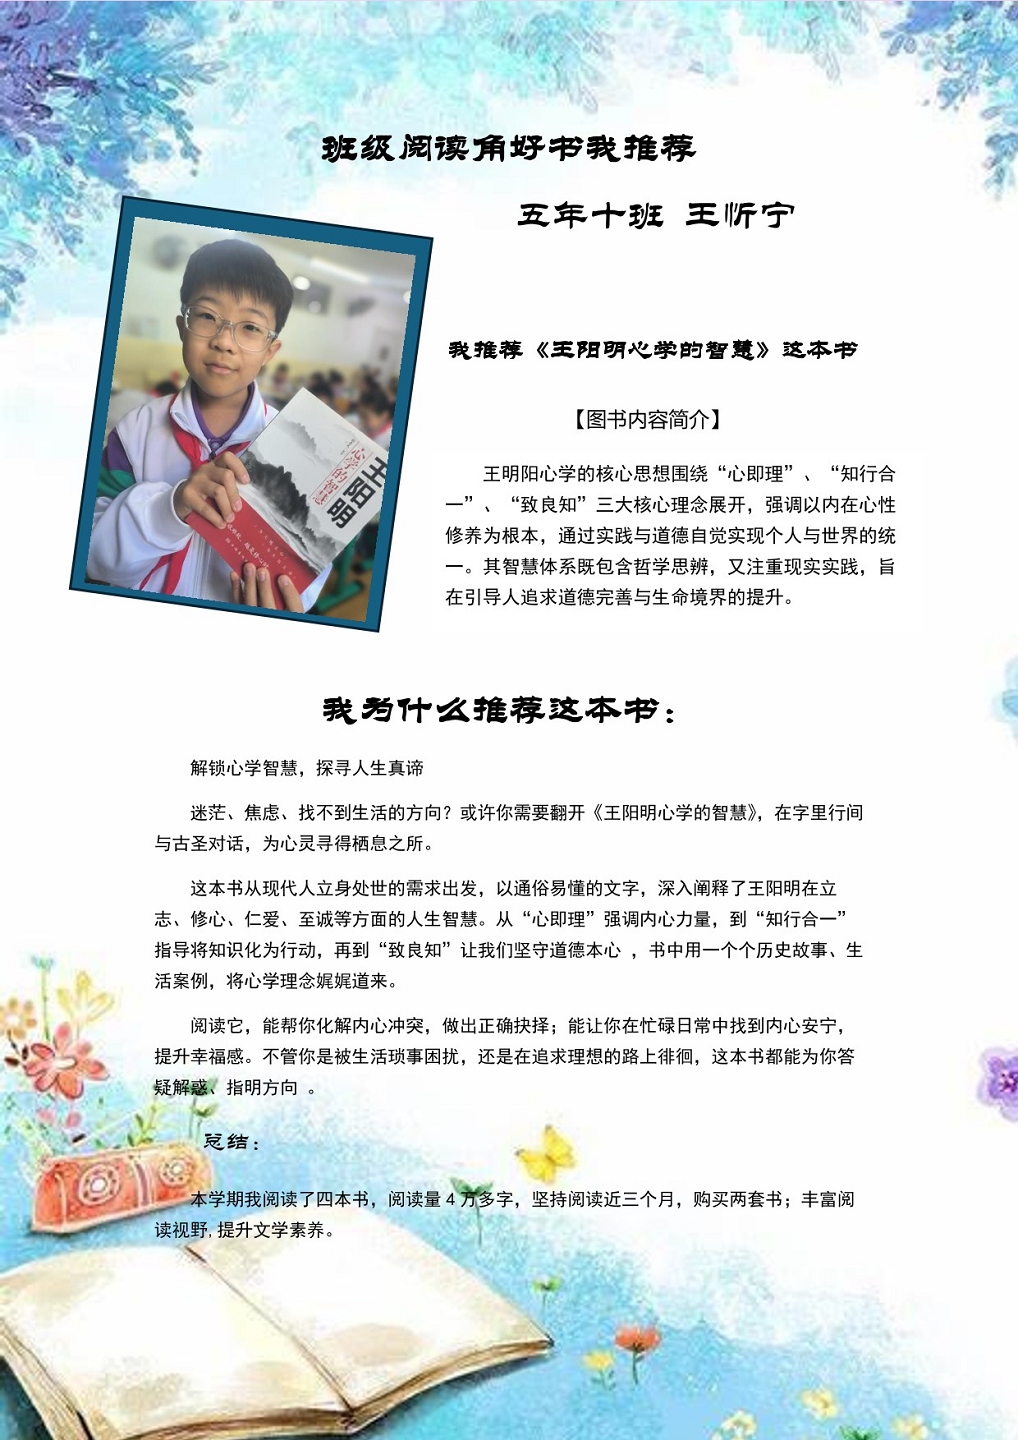 班级阅读角好书我推荐
五年十班 王忻宁
我推荐《王阳明心学的智慧》这本书
【图书内容简介】
王明阳心学的核心思想围绕“心即理”、“知行合
一”、“致良知”三大核心理念展开，强调以内在心性
修养为根本，通过实践与道德自觉实现个人与世界的统
一。其智慧体系既包含哲学思辨，又注重现实实践，旨
在引导人追求道德完善与生命境界的提升。
王阳明
心学的智慧
我为什么推荐这本书：
解锁心学智慧，探寻人生真谛
迷茫、焦虑、找不到生活的方向？或许你需要翻开《王阳明心学的智慧》，在字里行间
与古圣对话，为心灵寻得栖息之所。
这本书从现代人立身处世的需求出发，以通俗易懂的文字，深入阐释了王阳明在立
志、修心、仁爱、至诚等方面的人生智慧。从“心即理”强调内心力量，到“知行合一”
指导将知识化为行动，再到“致良知”让我们坚守道德本心 ，书中用一个个历史故事、生
活案例，将心学理念娓娓道来。
阅读它，能帮你化解内心冲突，做出正确抉择；能让你在忙碌日常中找到内心安宁，
提升幸福感。不管你是被生活琐事困扰，还是在追求理想的路上徘徊，这本书都能为你答
疑解惑、指明方向 。
总结：
本学期我阅读了四本书，阅读量 4 万多字，坚持阅读近三个月，购买两套书；丰富阅
读视野,提升文学素养。